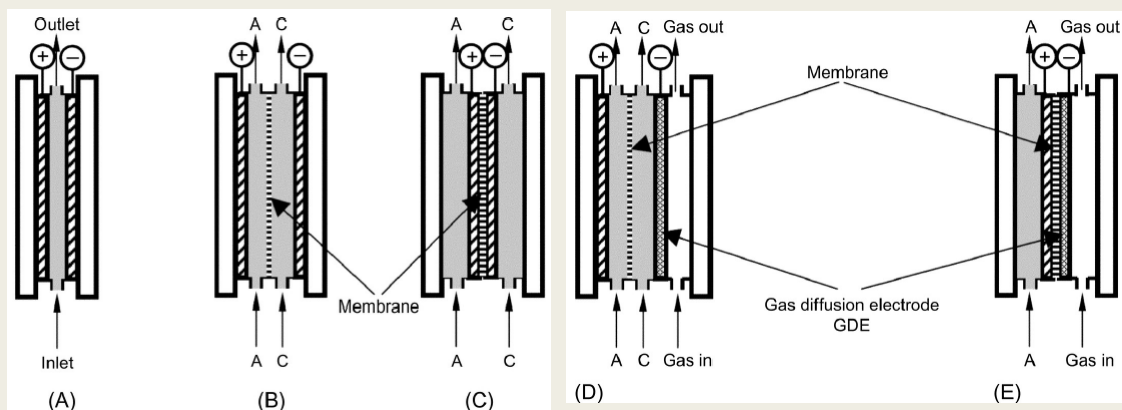 Outlet
A C
A C
A C Gas out
A Gas out
+ −
+ −
+ −
+ −
+ −
Membrane
Membrane
Gas diffusion electrode
GDE
Inlet
A C
A C
A C Gas in
A Gas in
(A)
(B)
(C)
(D)
(E)